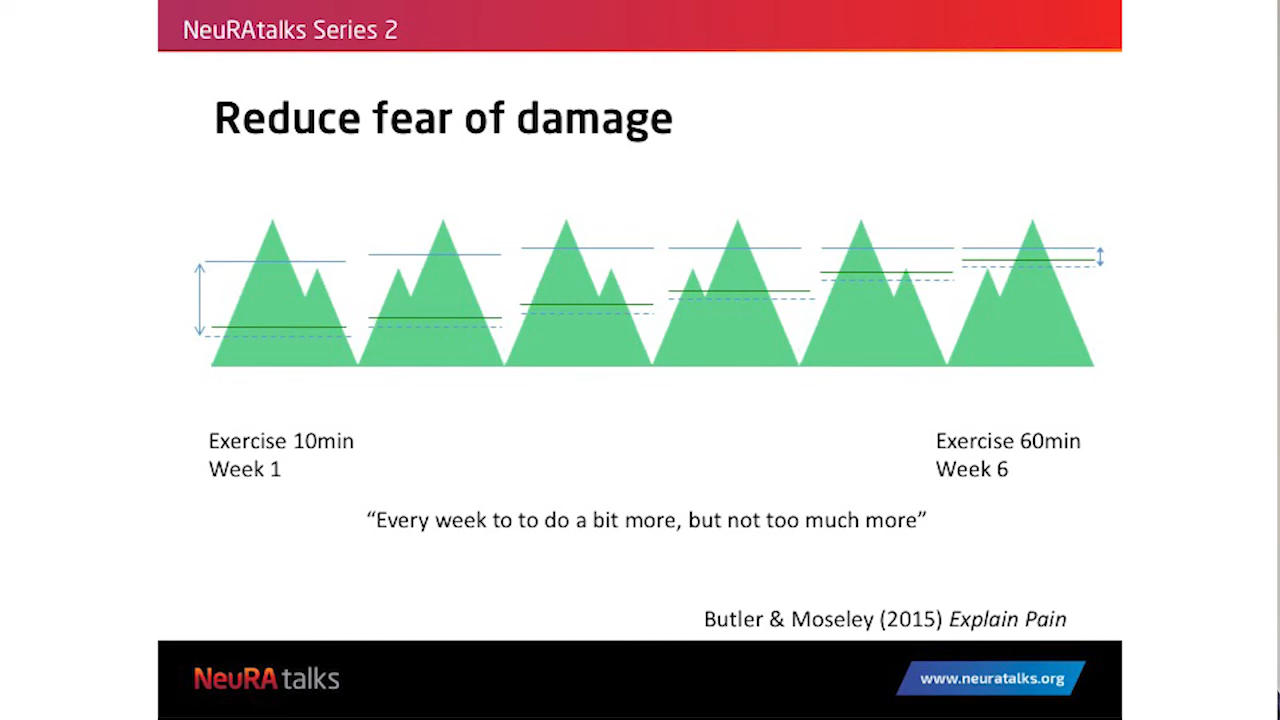 NeuRAtalks Series 2
Reduce fear of damage
Exercise 10min
Week 1
Exercise 60min
Week 6
“Every week to to do a bit more, but not too much more”
Butler & Moseley (2015) Explain Pain
NeuRA talks
www.neuratalks.org